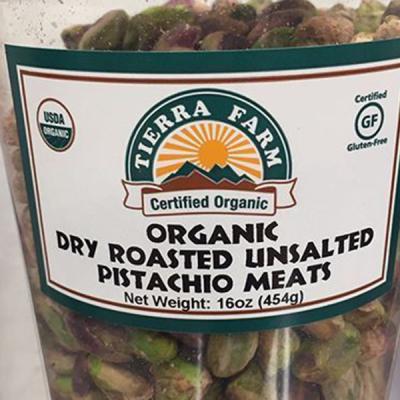 USDA
ORGANIC
TIERRA FARM
Certified Organic
Certified
GF
Gluten-Free
ORGANIC
DRY ROASTED UNSALTED
PISTACHIO MEATS
Net Weight: 16oz (454g)